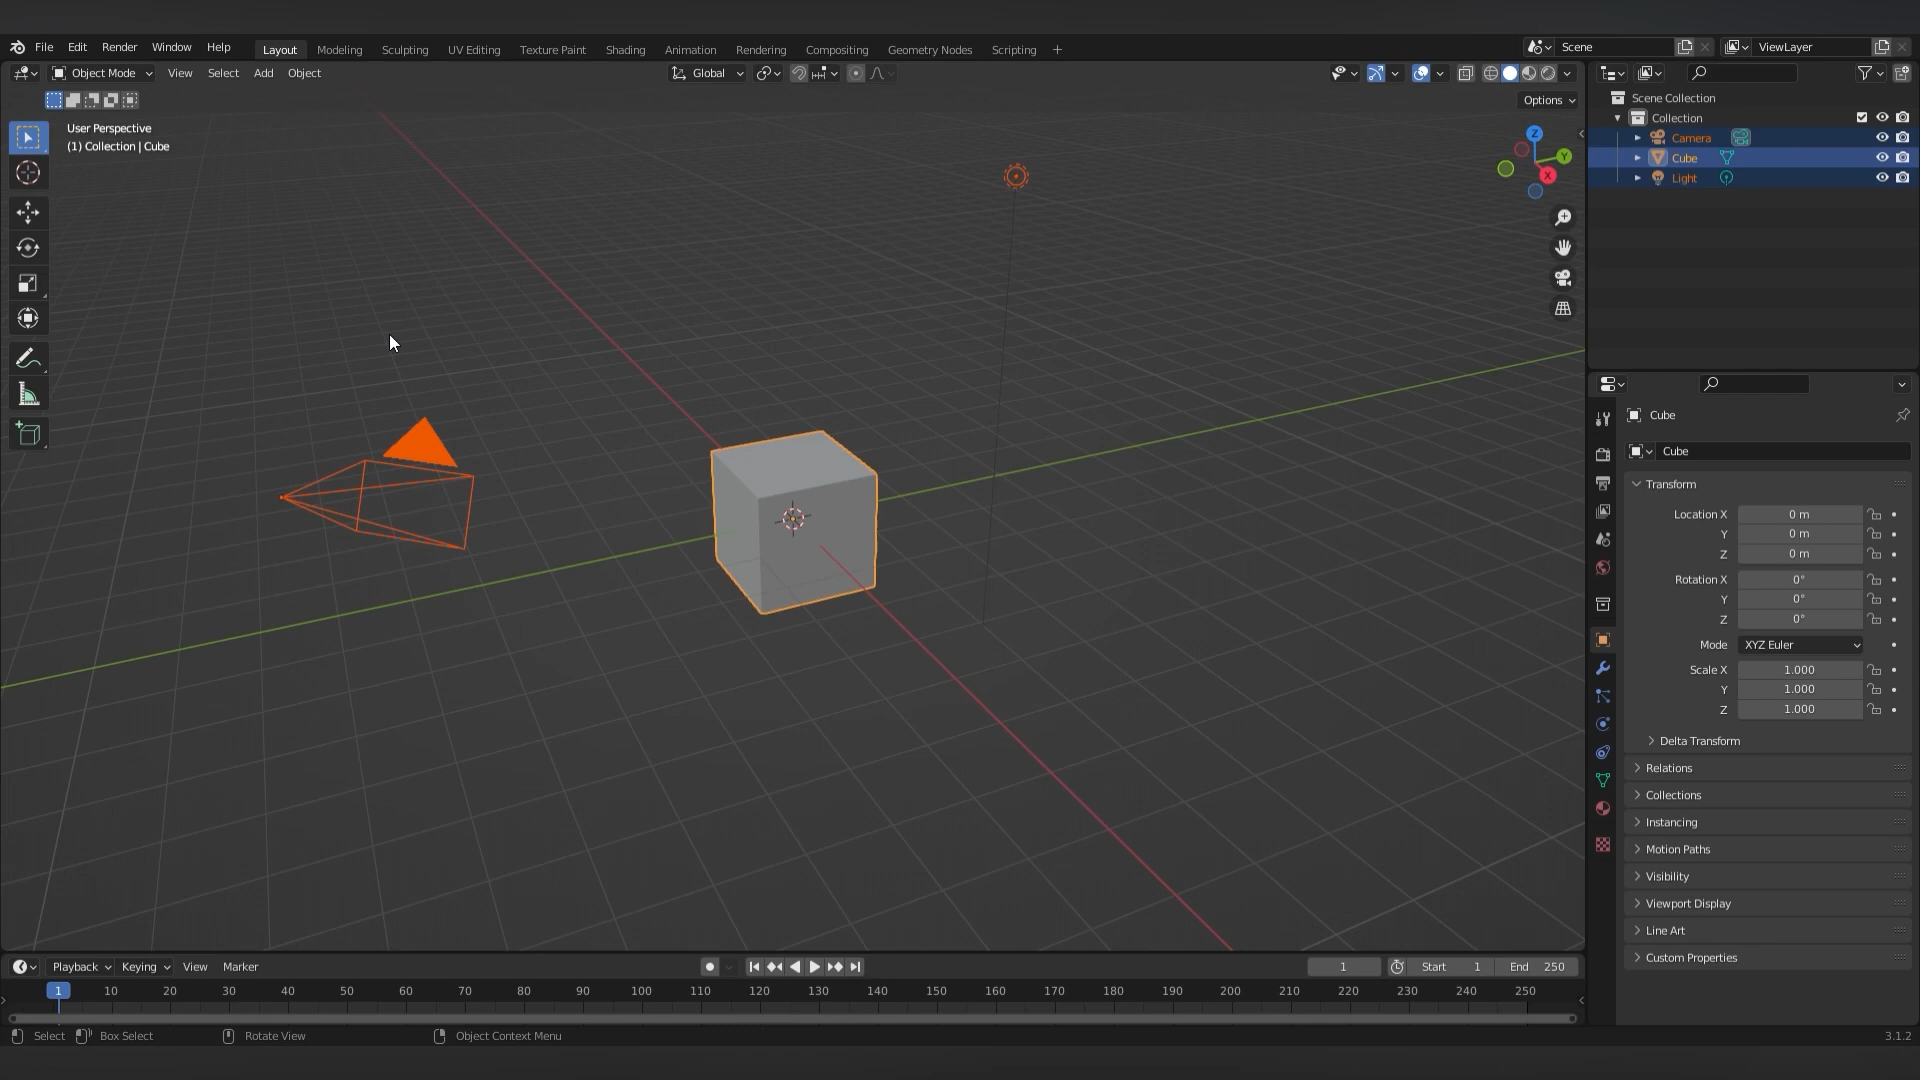 File Edit Render Window Help Layout Modeling Sculpting UV Editing Texture Paint Shading Animation Rendering Compositing Geometry Nodes Scripting + Scene ViewLayer
Object Mode View Select Add Object Global
Options
User Perspective
(1) Collection | Cube
Z
Y
X
Scene Collection
Collection
Camera
Cube
Light
Cube
Cube
Transform
Location X 0 m
Y 0 m
Z 0 m
Rotation X 0°
Y 0°
Z 0°
Mode XYZ Euler
Scale X 1.000
Y 1.000
Z 1.000
Delta Transform
Relations
Collections
Instancing
Motion Paths
Visibility
Viewport Display
Line Art
Custom Properties
Playback Keying View Marker 1 Start 1 End 250
1 10 20 30 40 50 60 70 80 90 100 110 120 130 140 150 160 170 180 190 200 210 220 230 240 250
Select Box Select Rotate View Object Context Menu 3.1.2